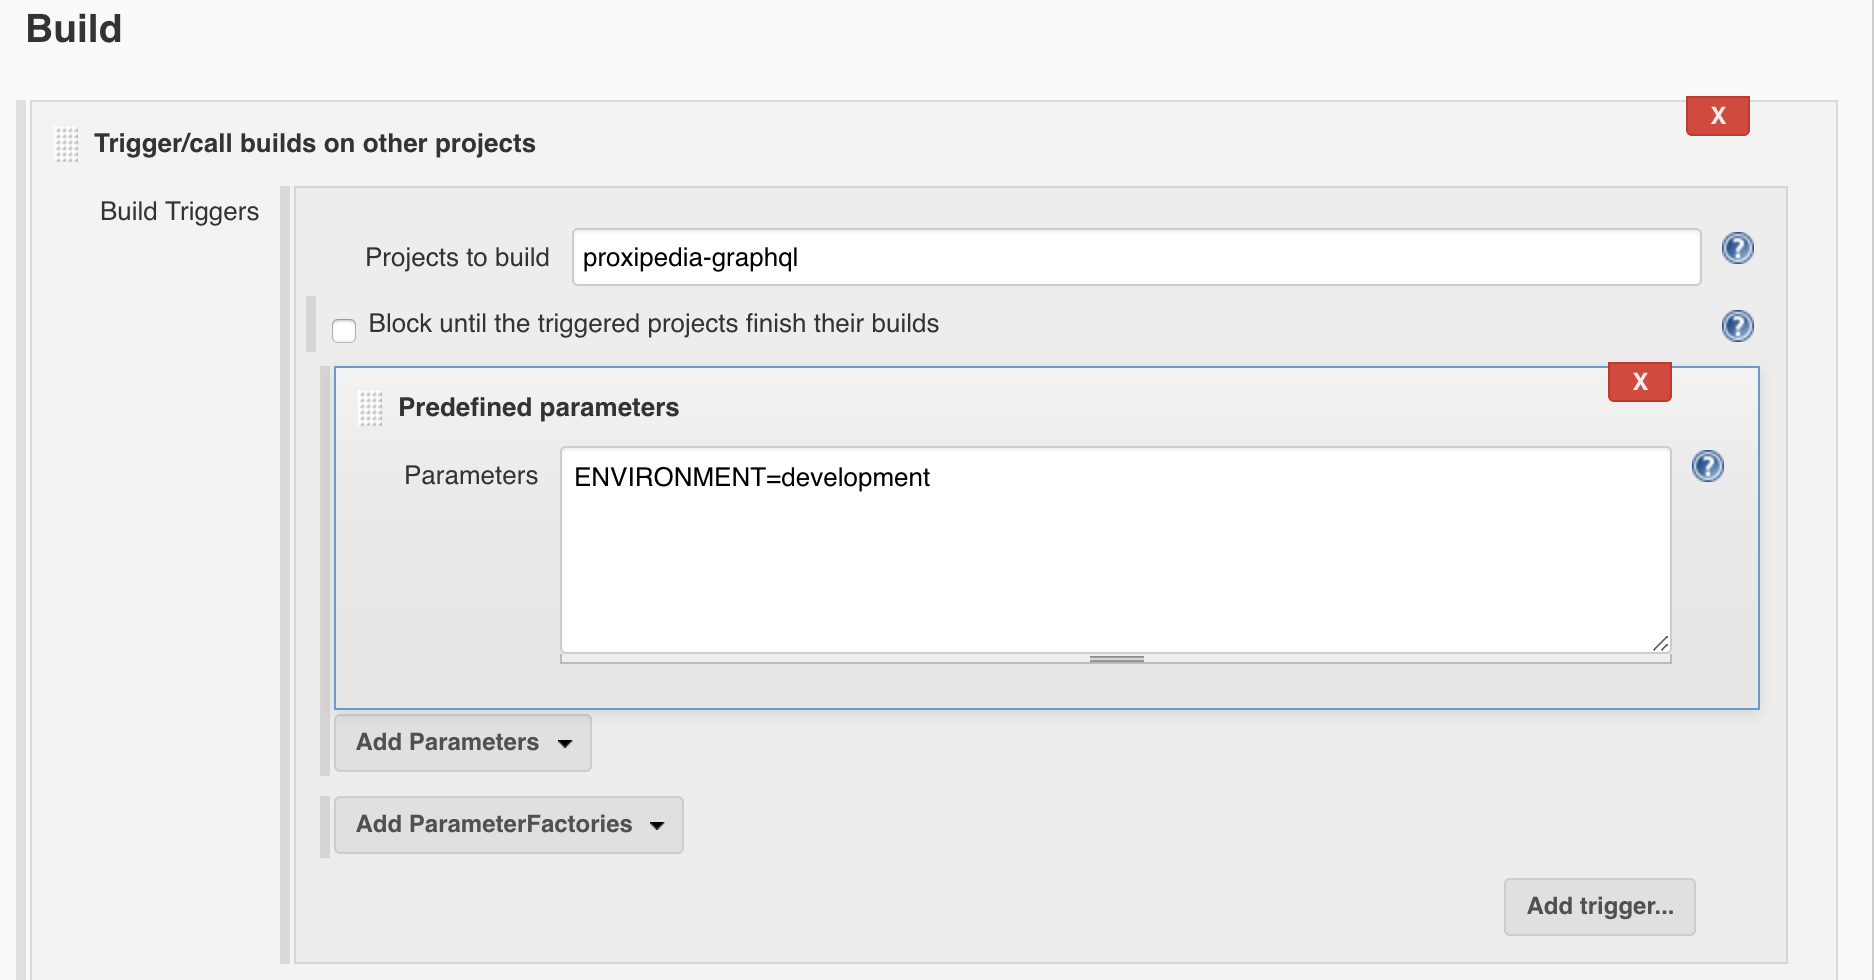 Build
X
Trigger/call builds on other projects
Build Triggers
Projects to build proxipedia-graphql ?
Block until the triggered projects finish their builds ?
X
Predefined parameters
Parameters ENVIRONMENT=development ?
Add Parameters
Add ParameterFactories
Add trigger...